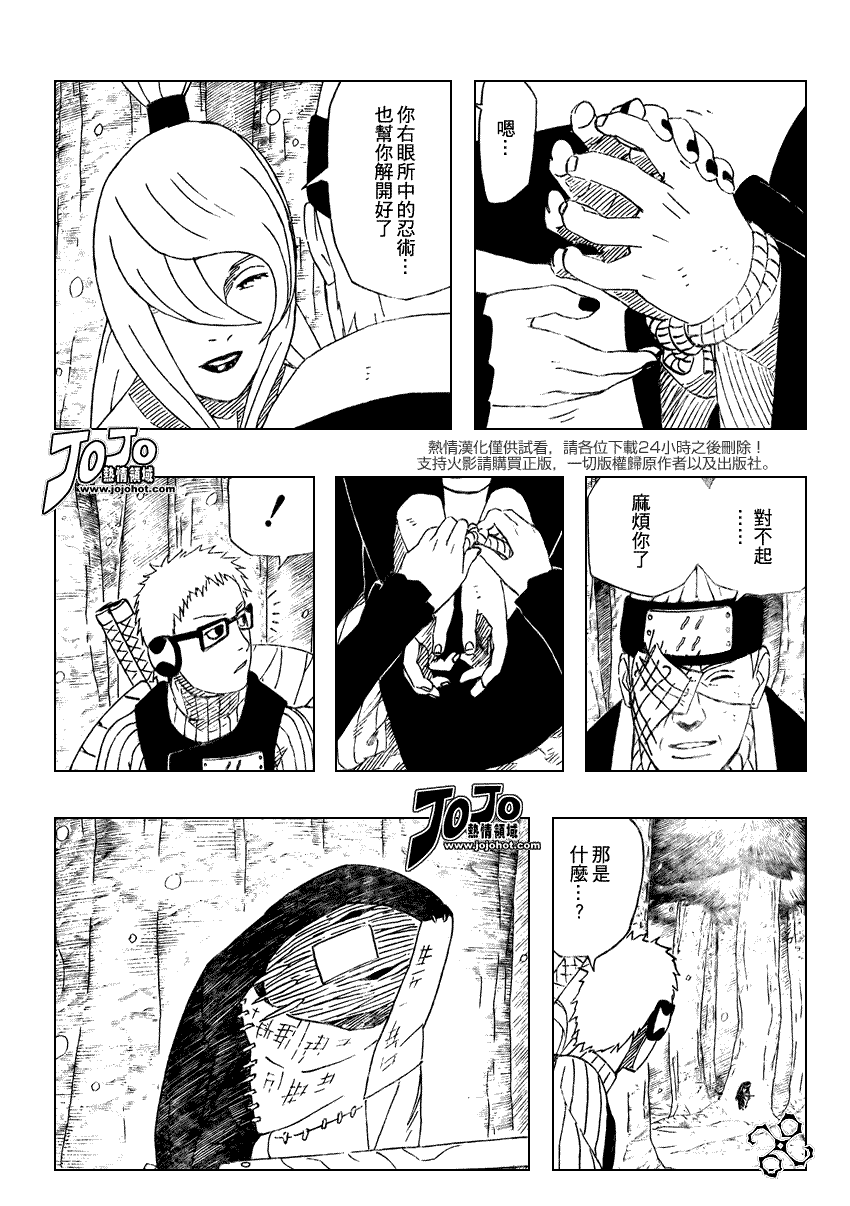 嗯…
你右眼所中的忍術…
也幫你解開好了
熱情漢化僅供試看，請各位下載24小時之後刪除！
支持火影請購買正版，一切版權歸原作者以及出版社。
JOJO
熱情領域
www.jojohot.com
對不起
……
麻煩你了
！
JOJO
熱情領域
www.jojohot.com
那是
什麼…?